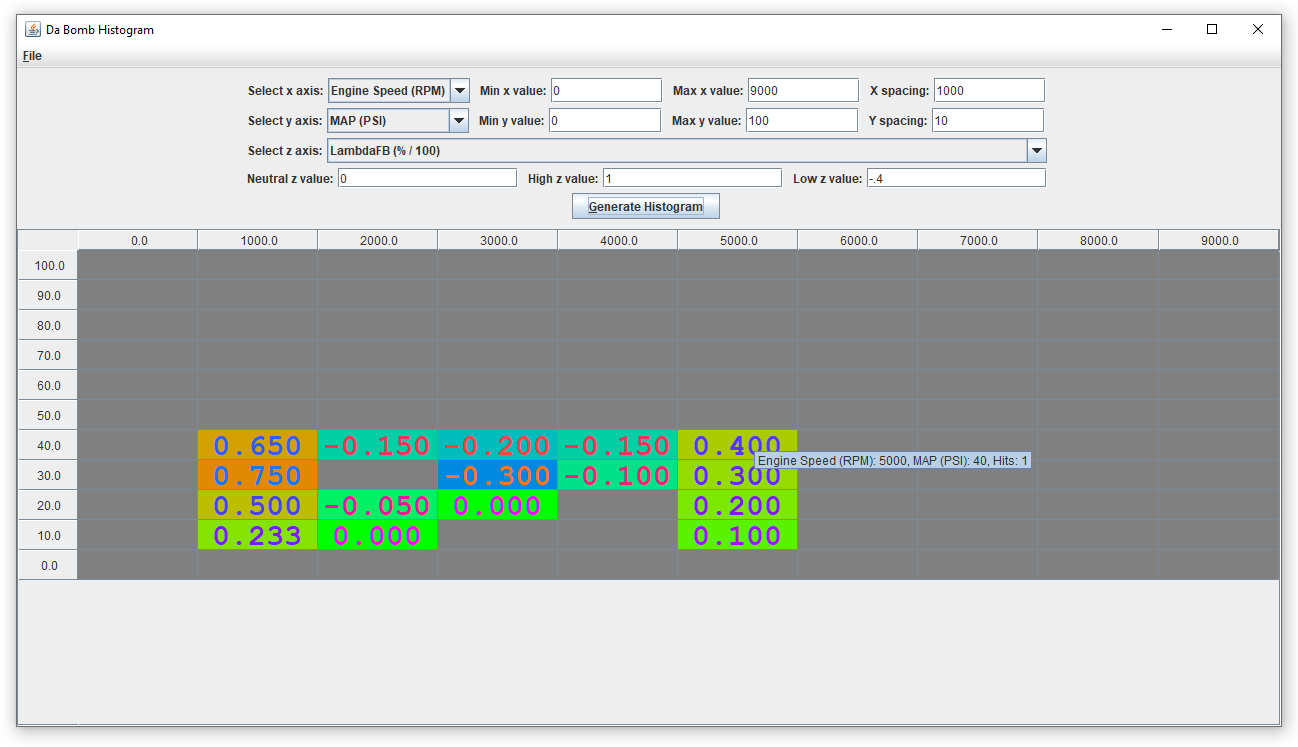 Da Bomb Histogram
File
Select x axis: Engine Speed (RPM) Min x value: 0 Max x value: 9000 X spacing: 1000
Select y axis: MAP (PSI) Min y value: 0 Max y value: 100 Y spacing: 10
Select z axis: LambdaFB (% / 100)
Neutral z value: 0 High z value: 1 Low z value: -.4
Generate Histogram
0.0 1000.0 2000.0 3000.0 4000.0 5000.0 6000.0 7000.0 8000.0 9000.0
100.0
90.0
80.0
70.0
60.0
50.0
40.0 0.650 -0.150 -0.200 -0.150 0.400
Engine Speed (RPM): 5000, MAP (PSI): 40, Hits: 1
30.0 0.750 -0.300 -0.100 0.300
20.0 0.500 -0.050 0.000 0.200
10.0 0.233 0.000 0.100
0.0